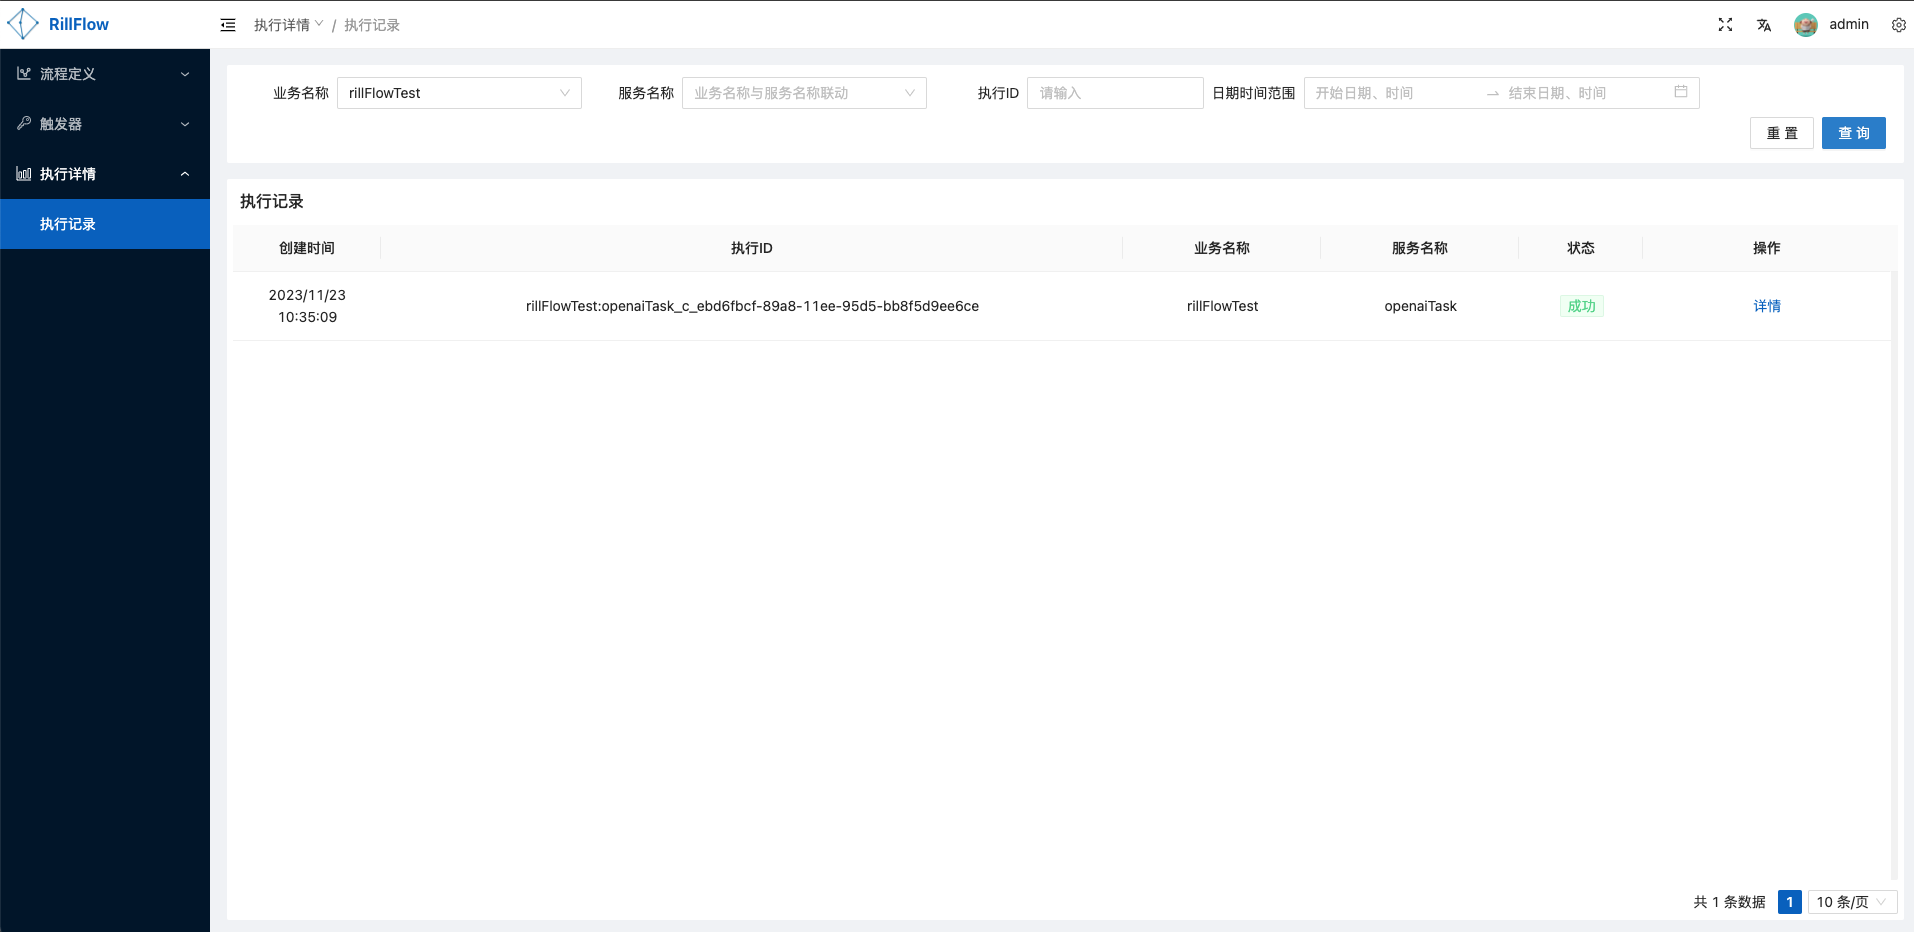 RillFlow
执行详情 / 执行记录
admin
流程定义
触发器
执行详情
执行记录
业务名称 rillFlowTest 服务名称 业务名称与服务名称联动 执行ID 请输入 日期时间范围 开始日期、时间 → 结束日期、时间
重 置 查 询
执行记录
创建时间 执行ID 业务名称 服务名称 状态 操作
2023/11/23
10:35:09
rillFlowTest:openaiTask_c_ebd6fbcf-89a8-11ee-95d5-bb8f5d9ee6ce rillFlowTest openaiTask 成功 详情
共 1 条数据 1 10 条/页